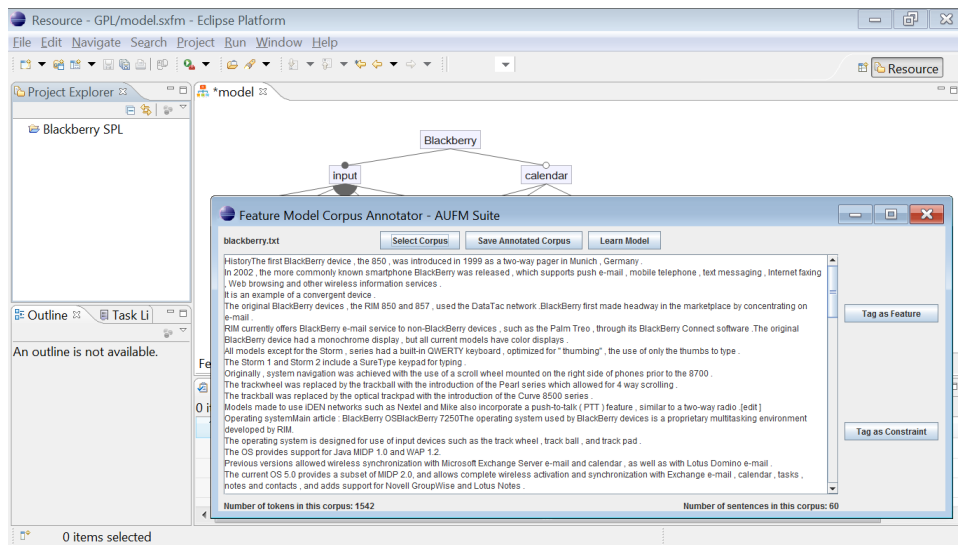 Resource - GPL/model.sxfm - Eclipse Platform
File Edit Navigate Search Project Run Window Help
Resource
Project Explorer
*model
Blackberry SPL
Blackberry
input
calendar
Feature Model Corpus Annotator - AUFM Suite
blackberry.txt
Select Corpus
Save Annotated Corpus
Learn Model
HistoryThe first BlackBerry device , the 850 , was introduced in 1999 as a two-way pager in Munich , Germany .
In 2002 , the more commonly known smartphone BlackBerry was released , which supports push e-mail , mobile telephone , text messaging , Internet faxing
, Web browsing and other wireless information services .
It is an example of a convergent device .
The original BlackBerry devices , the RIM 850 and 857 , used the DataTac network .BlackBerry first made headway in the marketplace by concentrating on
e-mail .
RIM currently offers BlackBerry e-mail service to non-BlackBerry devices , such as the Palm Treo , through its BlackBerry Connect software .The original
BlackBerry device had a monochrome display , but all current models have color displays .
All models except for the Storm , series had a built-in QWERTY keyboard , optimized for " thumbing" , the use of only the thumbs to type .
The Storm 1 and Storm 2 include a SureType keypad for typing .
Originally , system navigation was achieved with the use of a scroll wheel mounted on the right side of phones prior to the 8700 .
The trackwheel was replaced by the trackball with the introduction of the Pearl series which allowed for 4 way scrolling .
The trackball was replaced by the optical trackpad with the introduction of the Curve 8500 series .
Models made to use iDEN networks such as Nextel and Mike also incorporate a push-to-talk ( PTT ) feature , similar to a two-way radio .[edit ]
Operating systemMain article : BlackBerry OSBlackBerry 7250The operating system used by BlackBerry devices is a proprietary multitasking environment
developed by RIM.
The operating system is designed for use of input devices such as the track wheel , track ball , and track pad .
The OS provides support for Java MIDP 1.0 and WAP 1.2.
Previous versions allowed wireless synchronization with Microsoft Exchange Server e-mail and calendar , as well as with Lotus Domino e-mail .
The current OS 5.0 provides a subset of MIDP 2.0, and allows complete wireless activation and synchronization with Exchange e-mail , calendar , tasks ,
notes and contacts , and adds support for Novell GroupWise and Lotus Notes .
Tag as Feature
Tag as Constraint
Number of tokens in this corpus: 1542
Number of sentences in this corpus: 60
Outline
Task Li
An outline is not available.
Fe
0 i
0 items selected